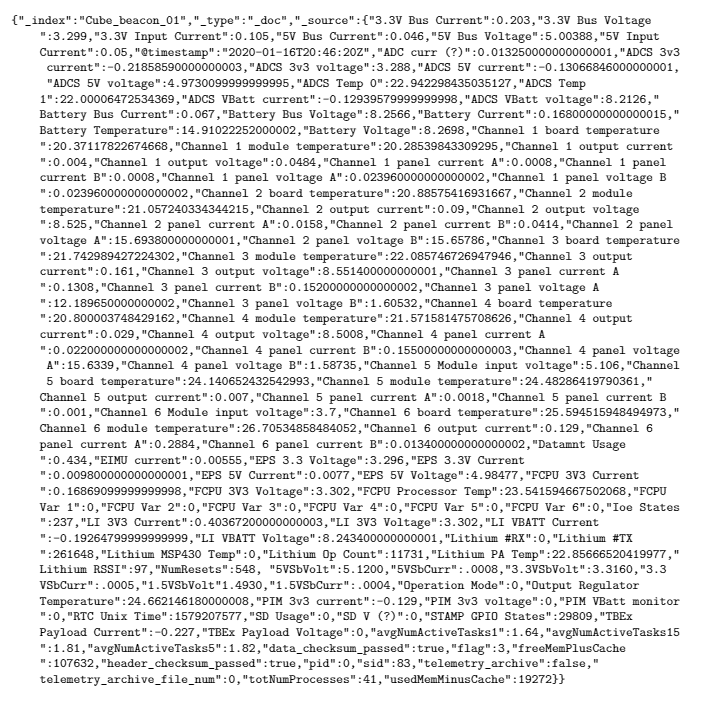 {"_index":"Cube_beacon_01","_type":"_doc","_source":{"3.3V Bus Current":0.203,"3.3V Bus Voltage
":3.299,"3.3V Input Current":0.105,"5V Bus Current":0.046,"5V Bus Voltage":5.00388,"5V Input
Current":0.05,"@timestamp":"2020-01-16T20:46:20Z","ADC curr (?)":0.013250000000000001,"ADCS 3v3
current":-0.21858590000000003,"ADCS 3v3 voltage":3.288,"ADCS 5V current":-0.13066846000000001,
"ADCS 5V voltage":4.9730099999999995,"ADCS Temp 0":22.942298435035127,"ADCS Temp
1":22.00006472534369,"ADCS VBatt current":-0.12939579999999998,"ADCS VBatt voltage":8.2126,"
Battery Bus Current":0.067,"Battery Bus Voltage":8.2566,"Battery Current":0.16800000000000015,"
Battery Temperature":14.91022252000002,"Battery Voltage":8.2698,"Channel 1 board temperature
":20.37117822674668,"Channel 1 module temperature":20.28539843309295,"Channel 1 output current
":0.004,"Channel 1 output voltage":0.0484,"Channel 1 panel current A":0.0008,"Channel 1 panel
current B":0.0008,"Channel 1 panel voltage A":0.023960000000000002,"Channel 1 panel voltage B
":0.023960000000000002,"Channel 2 board temperature":20.88575416931667,"Channel 2 module
temperature":21.057240334344215,"Channel 2 output current":0.09,"Channel 2 output voltage
":8.525,"Channel 2 panel current A":0.0158,"Channel 2 panel current B":0.0414,"Channel 2 panel
voltage A":15.693800000000001,"Channel 2 panel voltage B":15.65786,"Channel 3 board temperature
":21.742989427224302,"Channel 3 module temperature":22.085746726947946,"Channel 3 output
current":0.161,"Channel 3 output voltage":8.551400000000001,"Channel 3 panel current A
":0.1308,"Channel 3 panel current B":0.15200000000000002,"Channel 3 panel voltage A
":12.189650000000002,"Channel 3 panel voltage B":1.60532,"Channel 4 board temperature
":20.800003748429162,"Channel 4 module temperature":21.571581475708626,"Channel 4 output
current":0.029,"Channel 4 output voltage":8.5008,"Channel 4 panel current A
":0.022000000000000002,"Channel 4 panel current B":0.15500000000000003,"Channel 4 panel voltage
A":15.6339,"Channel 4 panel voltage B":1.58735,"Channel 5 Module input voltage":5.106,"Channel
5 board temperature":24.140652432542993,"Channel 5 module temperature":24.48286419790361,"
Channel 5 output current":0.007,"Channel 5 panel current A":0.0018,"Channel 5 panel current B
":0.001,"Channel 6 Module input voltage":3.7,"Channel 6 board temperature":25.594515948494973,"
Channel 6 module temperature":26.70534858484052,"Channel 6 output current":0.129,"Channel 6
panel current A":0.2884,"Channel 6 panel current B":0.013400000000000002,"Datamnt Usage
":0.434,"EIMU current":0.00555,"EPS 3.3 Voltage":3.296,"EPS 3.3V Current
":0.009800000000000001,"EPS 5V Current":0.0077,"EPS 5V Voltage":4.98477,"FCPU 3V3 Current
":0.16869099999999998,"FCPU 3V3 Voltage":3.302,"FCPU Processor Temp":23.541594667502068,"FCPU
Var 1":0,"FCPU Var 2":0,"FCPU Var 3":0,"FCPU Var 4":0,"FCPU Var 5":0,"FCPU Var 6":0,"Ioe States
":237,"LI 3V3 Current":0.40367200000000003,"LI 3V3 Voltage":3.302,"LI VBATT Current
":-0.19264799999999999,"LI VBATT Voltage":8.243400000000001,"Lithium #RX":0,"Lithium #TX
":261648,"Lithium MSP430 Temp":0,"Lithium Op Count":11731,"Lithium PA Temp":22.85666520419977,"
Lithium RSSI":97,"NumResets":548, "5VSbVolt":5.1200,"5VSbCurr":.0008,"3.3VSbVolt":3.3160,"3.3
VSbCurr":.0005,"1.5VSbVolt"1.4930,"1.5VSbCurr":.0004,"Operation Mode":0,"Output Regulator
Temperature":24.662146180000008,"PIM 3v3 current":-0.129,"PIM 3v3 voltage":0,"PIM VBatt monitor
":0,"RTC Unix Time":1579207577,"SD Usage":0,"SD V (?)":0,"STAMP GPIO States":29809,"TBEx
Payload Current":-0.227,"TBEx Payload Voltage":0,"avgNumActiveTasks1":1.64,"avgNumActiveTasks15
":1.81,"avgNumActiveTasks5":1.82,"data_checksum_passed":true,"flag":3,"freeMemPlusCache
":107632,"header_checksum_passed":true,"pid":0,"sid":83,"telemetry_archive":false,"
telemetry_archive_file_num":0,"totNumProcesses":41,"usedMemMinusCache":19272}}